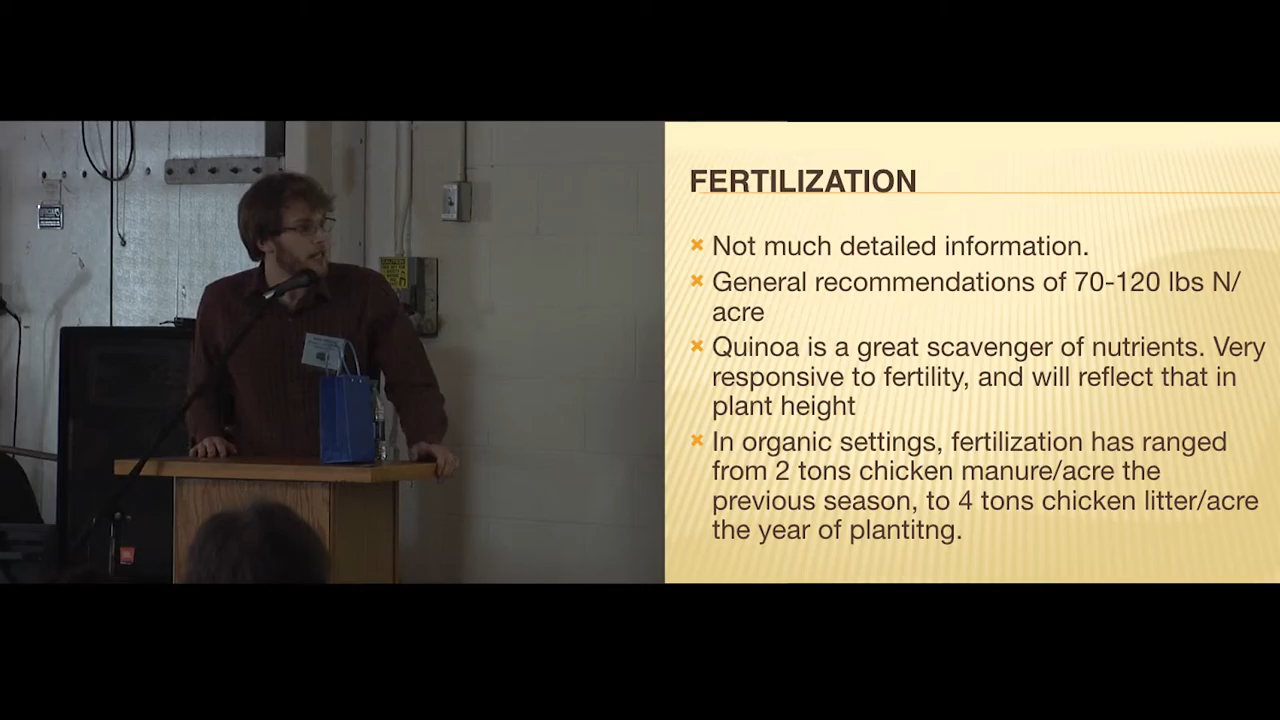 FERTILIZATION
Not much detailed information.
General recommendations of 70-120 lbs N/
acre
Quinoa is a great scavenger of nutrients. Very
responsive to fertility, and will reflect that in
plant height
In organic settings, fertilization has ranged
from 2 tons chicken manure/acre the
previous season, to 4 tons chicken litter/acre
the year of plantitng.